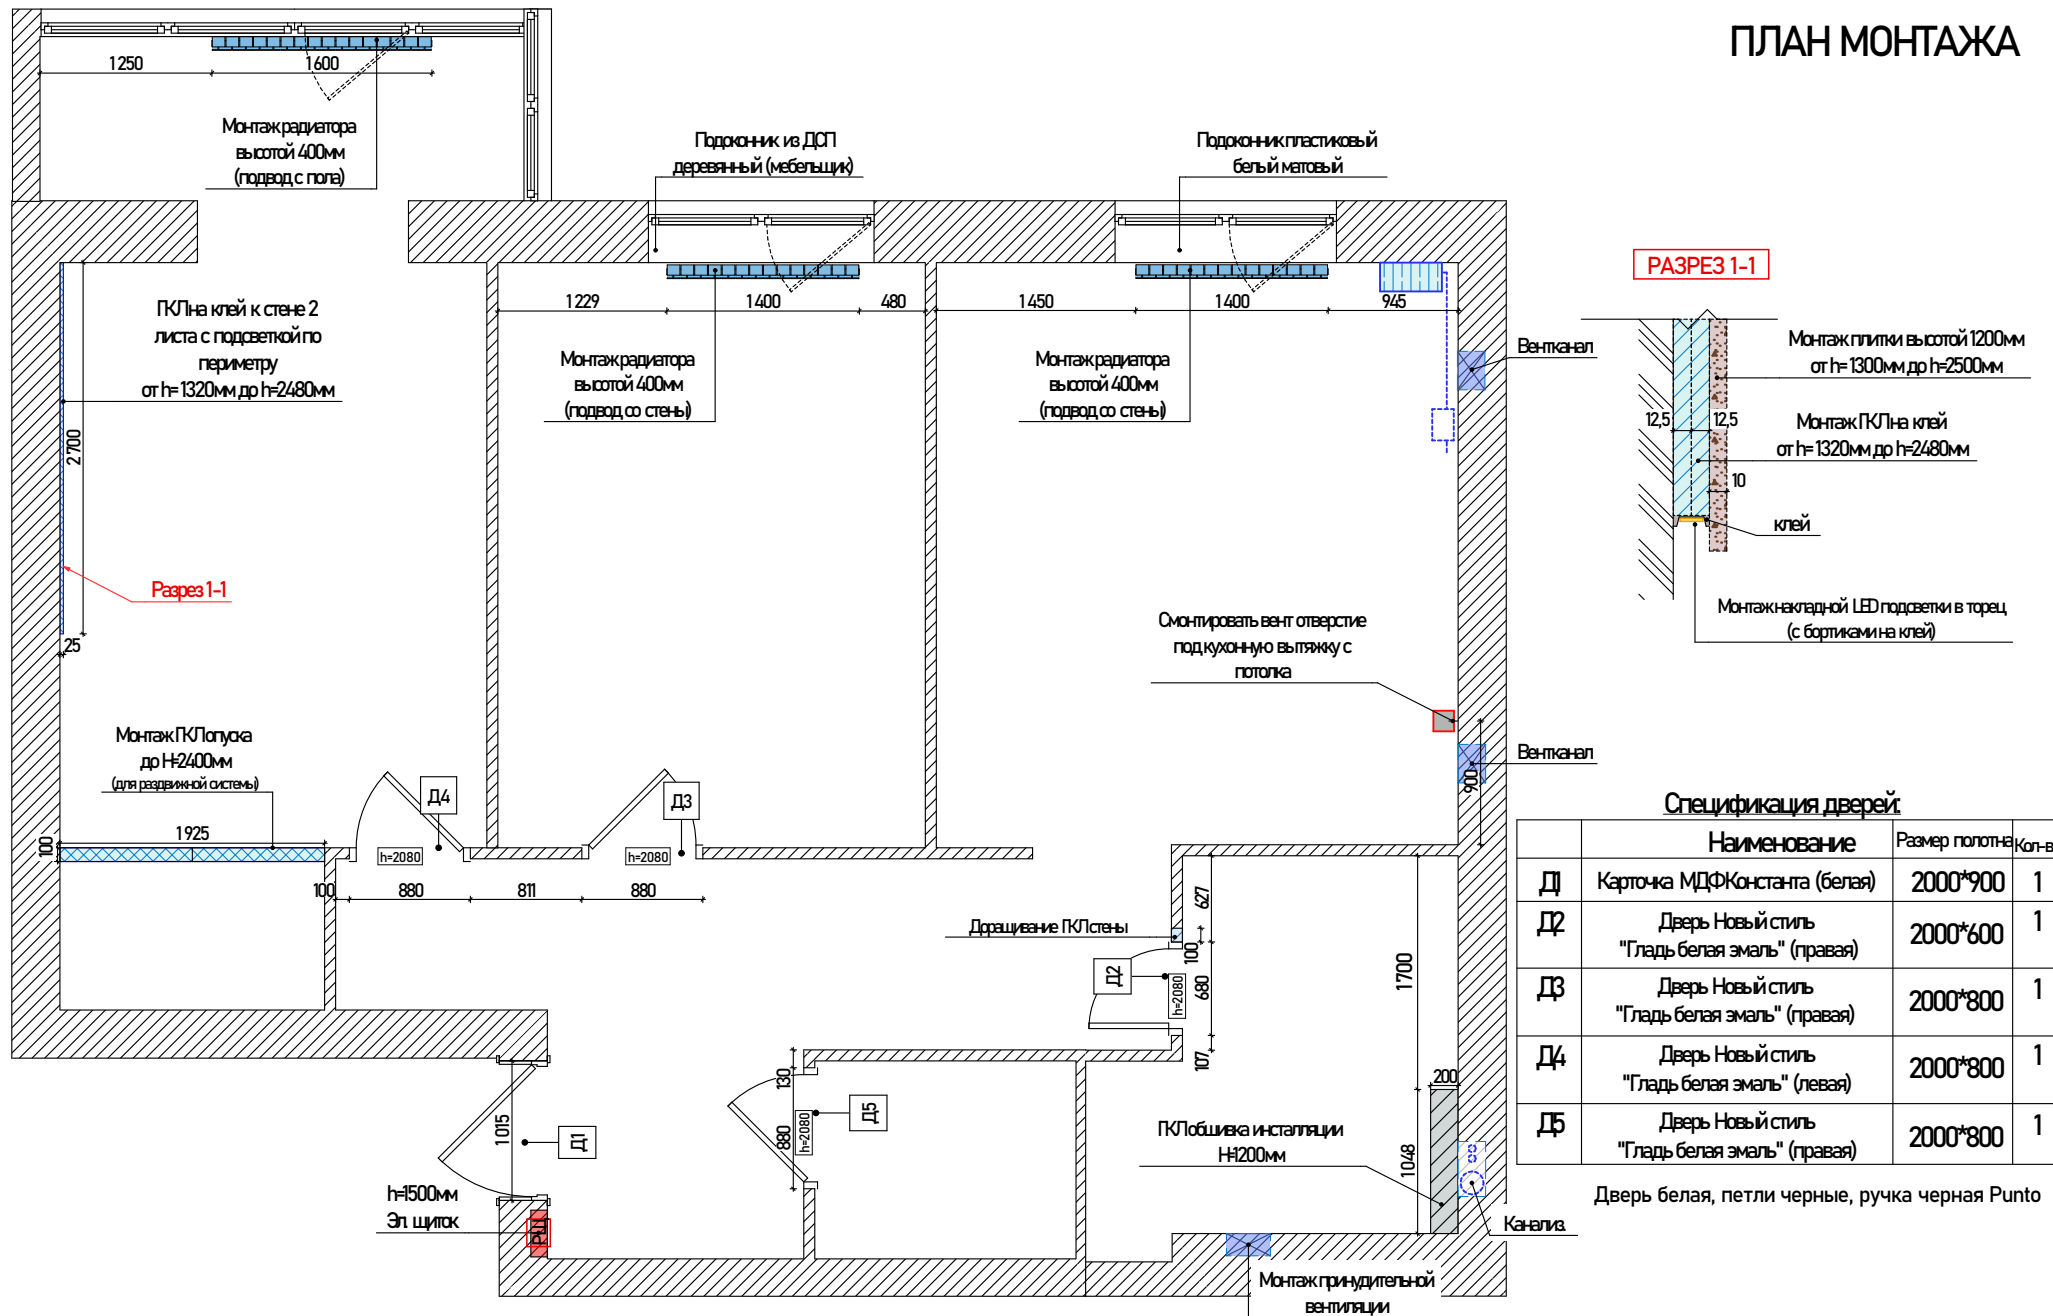 ПЛАН МОНТАЖА
1250
1600
Монтаж радиатора
высотой 400мм
(подвод с пола)
Подоконник из ДСП
деревянный (мебельщик)
Подоконник пластиковый
белый матовый
ГКЛ на клей к стене 2
листа с подсветкой по
периметру
от h=1320мм до h=2480мм
2700
25
Разрез 1-1
1229
1400
480
Монтаж радиатора
высотой 400мм
(подвод со стены)
1450
1400
945
Монтаж радиатора
высотой 400мм
(подвод со стены)
Вентканал
РАЗРЕЗ 1-1
Монтаж плитки высотой 1200мм
от h=1300мм до h=2500мм
12,5
12,5
Монтаж ГКЛ на клей
от h=1320мм до h=2480мм
10
клей
Монтаж накладной LED подсветки в торец
(с бортиками на клей)
Смонтировать вент отверстие
под кухонную вытяжку с
потолка
Вентканал
900
Монтаж ГКЛ опуска
до H=2400мм
(для раздвижной системы)
1925
100
Д4
h=2080
Д3
h=2080
100
880
811
880
Доращивание ГКЛ стены
627
100
680
107
Д2
h=2080
1700
200
1048
ГКЛ обшивка инсталляции
H=1200мм
Канализ.
130
880
h=2080
Д5
1015
Д1
h=1500мм
Эл. щиток
РЩ
Монтаж принудительной
вентиляции
Спецификация дверей:
Наименование Размер полотна Кол-в
Д1 Карточка МДФ Константа (белая) 2000*900 1
Д2 Дверь Новый стиль
"Гладь белая эмаль" (правая) 2000*600 1
Д3 Дверь Новый стиль
"Гладь белая эмаль" (правая) 2000*800 1
Д4 Дверь Новый стиль
"Гладь белая эмаль" (левая) 2000*800 1
Д5 Дверь Новый стиль
"Гладь белая эмаль" (правая) 2000*800 1
Дверь белая, петли черные, ручка черная Punto